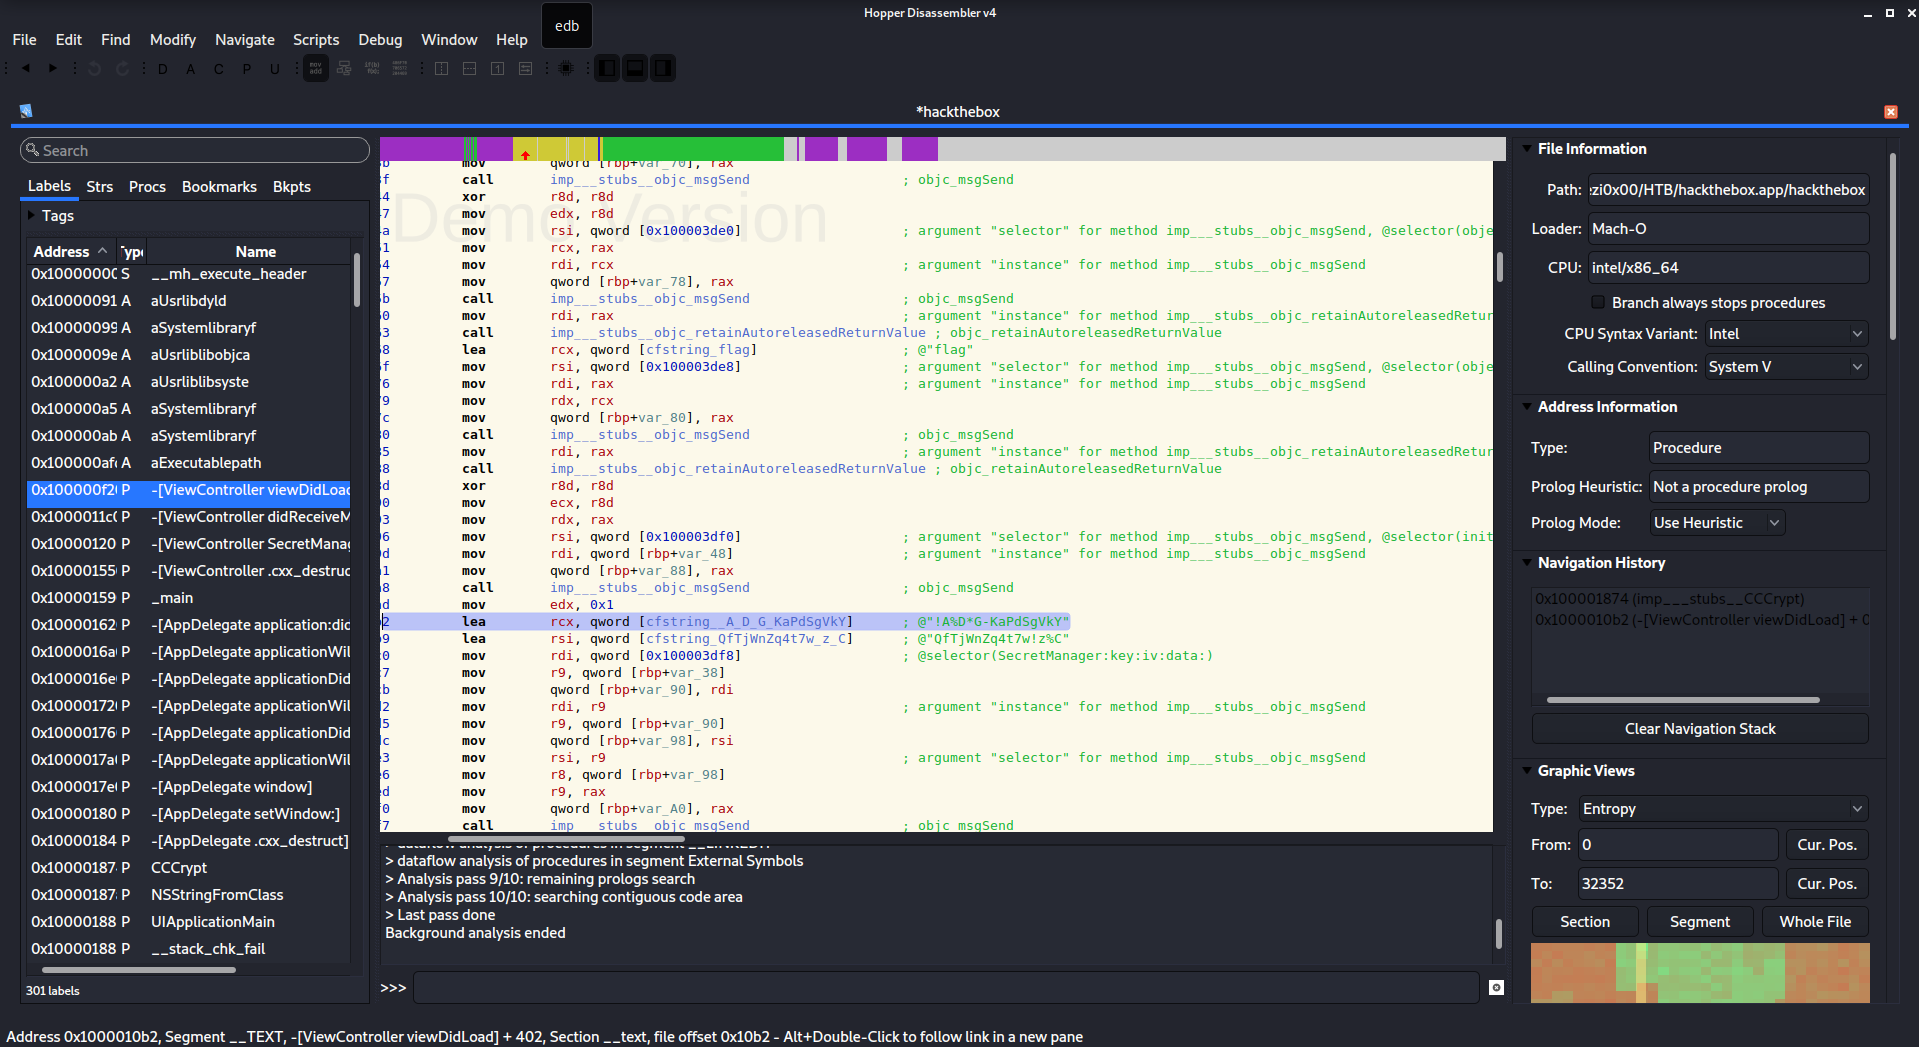 Hopper Disassembler v4
edb
File Edit Find Modify Navigate Scripts Debug Window Help
D A C P U
*hackthebox
Search
Labels Strs Procs Bookmarks Bkpts
Tags
Address Name
0x10000000 S __mh_execute_header
0x10000091 A aUsrlibdyld
0x10000099 A aSystemlibraryf
0x1000009e A aUsrliblibobjca
0x100000a2 A aUsrliblibsyste
0x100000a5 A aSystemlibraryf
0x100000ab A aSystemlibraryf
0x100000af A aExecutablepath
0x100000f2 P -[ViewController viewDidLoad
0x1000011c P -[ViewController didReceiveM
0x10000120 P -[ViewController SecretManag
0x10000155 P -[ViewController .cxx_destruc
0x10000159 P _main
0x10000162 P -[AppDelegate application:dic
0x100016a P -[AppDelegate applicationWil
0x100016e P -[AppDelegate applicationDid
0x10000172 P -[AppDelegate applicationWil
0x10000176 P -[AppDelegate applicationDid
0x100017a P -[AppDelegate applicationWil
0x100017e P -[AppDelegate window]
0x10000180 P -[AppDelegate setWindow:]
0x10000184 P -[AppDelegate .cxx_destruct]
0x10000187 P CCCrypt
0x10000187 P NSStringFromClass
0x10000188 P UIApplicationMain
0x10000188 P __stack_chk_fail
301 labels
Demo Version
mov qword [rbp+var_70], rax
call imp___stubs__objc_msgSend ; objc_msgSend
xor r8d, r8d
mov edx, r8d
mov rsi, qword [0x100003de0] ; argument "selector" for method imp___stubs__objc_msgSend, @selector(obje
mov rcx, rax
mov rdi, rcx ; argument "instance" for method imp___stubs__objc_msgSend
mov qword [rbp+var_78], rax
call imp___stubs__objc_msgSend ; objc_msgSend
mov rdi, rax ; argument "instance" for method imp___stubs__objc_retainAutoreleasedRetur
call imp___stubs__objc_retainAutoreleasedReturnValue ; objc_retainAutoreleasedReturnValue
lea rcx, qword [cfstring_flag] ; @"flag"
mov rsi, qword [0x100003de8] ; argument "selector" for method imp___stubs__objc_msgSend, @selector(obje
mov rdi, rax ; argument "instance" for method imp___stubs__objc_msgSend
mov rdx, rcx
mov qword [rbp+var_80], rax
call imp___stubs__objc_msgSend ; objc_msgSend
mov rdi, rax ; argument "instance" for method imp___stubs__objc_retainAutoreleasedRetur
call imp___stubs__objc_retainAutoreleasedReturnValue ; objc_retainAutoreleasedReturnValue
xor r8d, r8d
mov ecx, r8d
mov rdx, rax
mov rsi, qword [0x100003df0] ; argument "selector" for method imp___stubs__objc_msgSend, @selector(init
mov rdi, qword [rbp+var_48] ; argument "instance" for method imp___stubs__objc_msgSend
mov qword [rbp+var_88], rax
call imp___stubs__objc_msgSend ; objc_msgSend
mov edx, 0x1
lea rcx, qword [cfstring__A_D_G_KaPdSgVkY] ; @"!A%D*G-KaPdSgVkY"
lea rsi, qword [cfstring_QfTjWnZq4t7w_z_C] ; @"QfTjWnZq4t7w!z%C"
mov rdi, qword [0x100003df8] ; @selector(SecretManager:key:iv:data:)
mov r9, qword [rbp+var_38]
mov qword [rbp+var_90], rdi
mov rdi, r9 ; argument "instance" for method imp___stubs__objc_msgSend
mov r9, qword [rbp+var_90]
mov qword [rbp+var_98], rsi
mov rsi, r9 ; argument "selector" for method imp___stubs__objc_msgSend
mov r8, qword [rbp+var_98]
mov r9, rax
mov qword [rbp+var_A0], rax
call imp___stubs__objc_msgSend ; objc_msgSend
> dataflow analysis of procedures in segment __LINKEDIT
> dataflow analysis of procedures in segment External Symbols
> Analysis pass 9/10: remaining prologs search
> Analysis pass 10/10: searching contiguous code area
> Last pass done
Background analysis ended
>>>
File Information
Path: zi0x00/HTB/hackthebox.app/hackthebox
Loader: Mach-O
CPU: intel/x86_64
Branch always stops procedures
CPU Syntax Variant: Intel
Calling Convention: System V
Address Information
Type: Procedure
Prolog Heuristic: Not a procedure prolog
Prolog Mode: Use Heuristic
Navigation History
0x100001874 (imp___stubs__CCCrypt)
0x1000010b2 (-[ViewController viewDidLoad] + 0
Clear Navigation Stack
Graphic Views
Type: Entropy
From: 0 Cur. Pos.
To: 32352 Cur. Pos.
Section Segment Whole File
Address 0x1000010b2, Segment __TEXT, -[ViewController viewDidLoad] + 402, Section __text, file offset 0x10b2 - Alt+Double-Click to follow link in a new pane